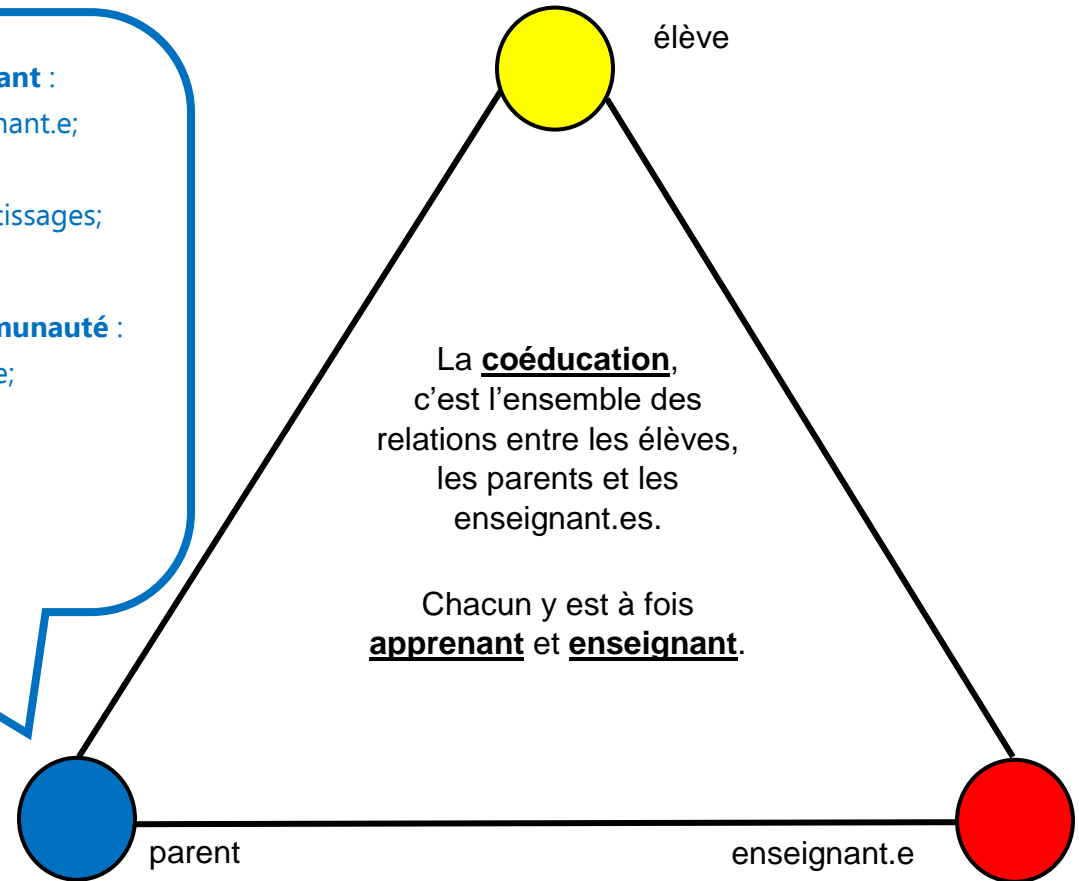 élève
ant :
nant.e;
tissages;
munauté :
e;
La coéducation,
c’est l’ensemble des
relations entre les élèves,
les parents et les
enseignant.es.
Chacun y est à fois
apprenant et enseignant.
parent
enseignant.e